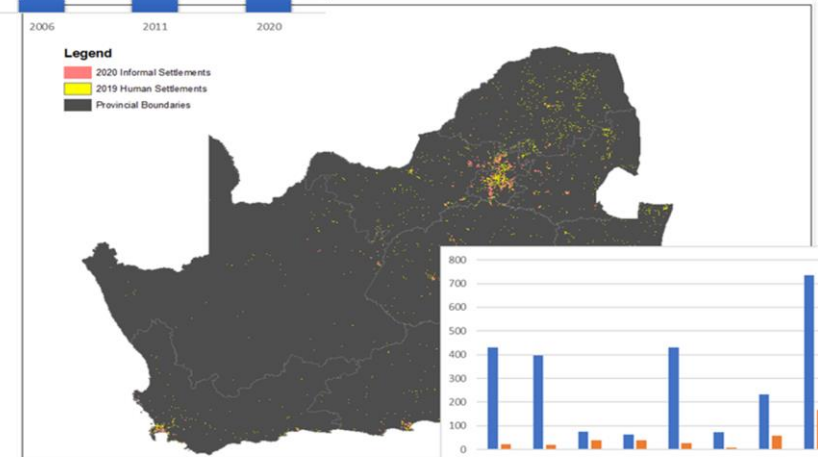 2006 2011 2020
Legend
2020 Informal Settlements
2019 Human Settlements
Provincial Boundaries
800
700
600
500
400
300
200
100
0